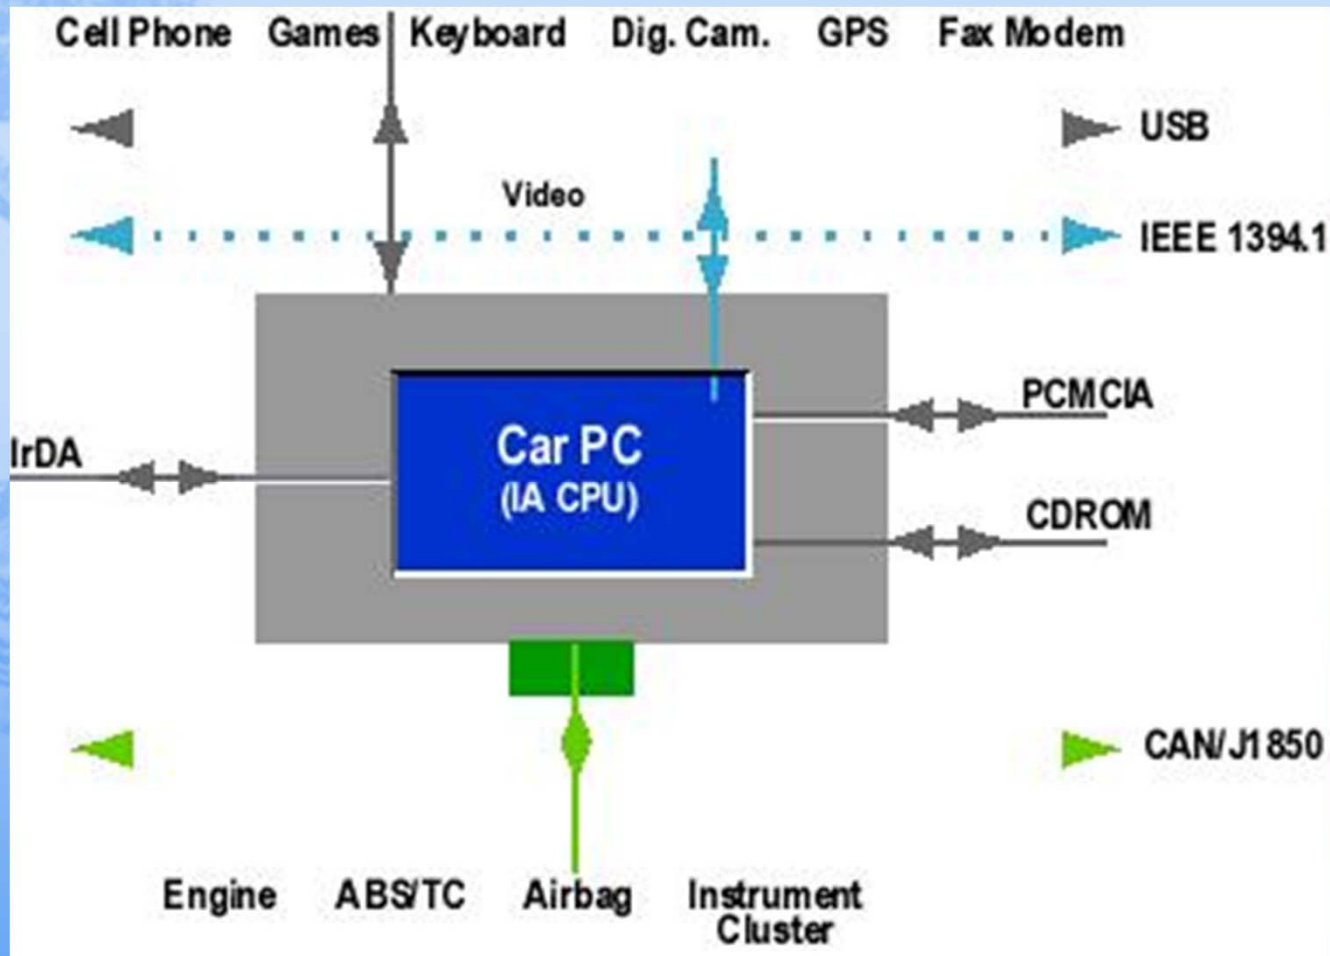 Cell Phone Games Keyboard Dig. Cam. GPS Fax Modem
USB
Video
IEEE 1394.1
PCMCIA
Car PC
IrDA
(IA CPU)
CDROM
CAN/J1850
Engine ABS/TC Airbag Instrument
Cluster